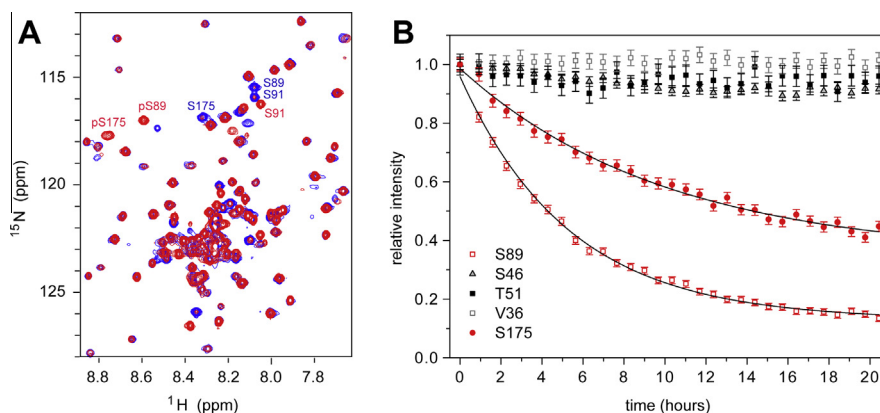 A
115
120
125
¹⁵N (ppm)
8.8 8.6 8.4 8.2 8.0 7.8
¹H (ppm)
pS175
pS89
S175
S89
S91
S91
B
1.0
0.8
0.6
0.4
0.2
0.0
relative intensity
S89
S46
T51
V36
S175
0 2 4 6 8 10 12 14 16 18 20
time (hours)